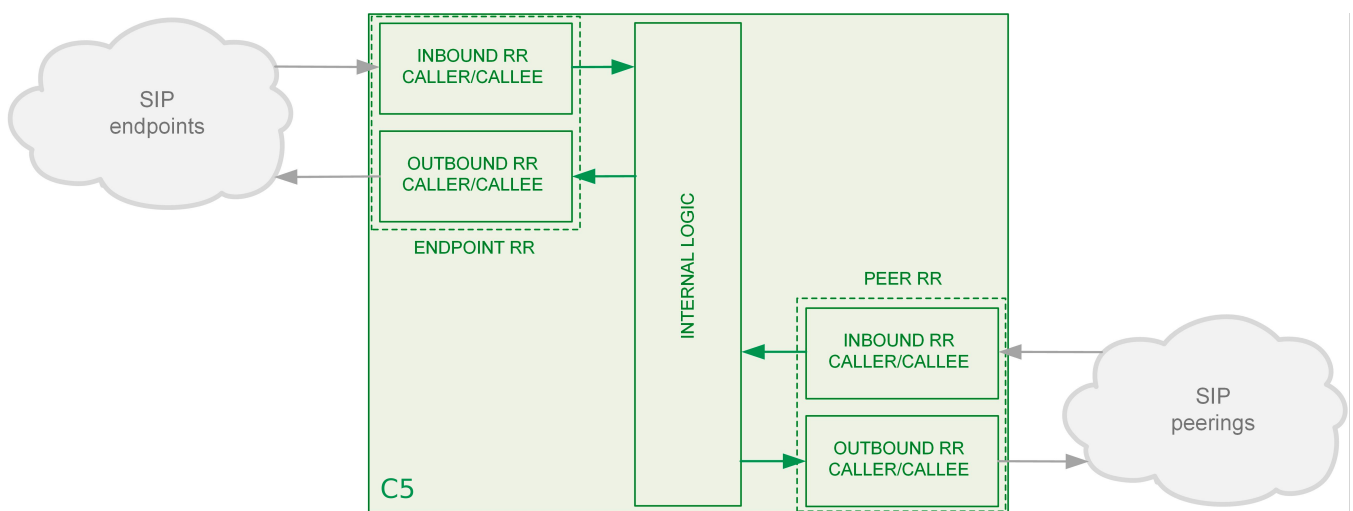 SIP
endpoints
INBOUND RR
CALLER/CALLEE
OUTBOUND RR
CALLER/CALLEE
ENDPOINT RR
INTERNAL LOGIC
PEER RR
INBOUND RR
CALLER/CALLEE
OUTBOUND RR
CALLER/CALLEE
SIP
peerings
C5